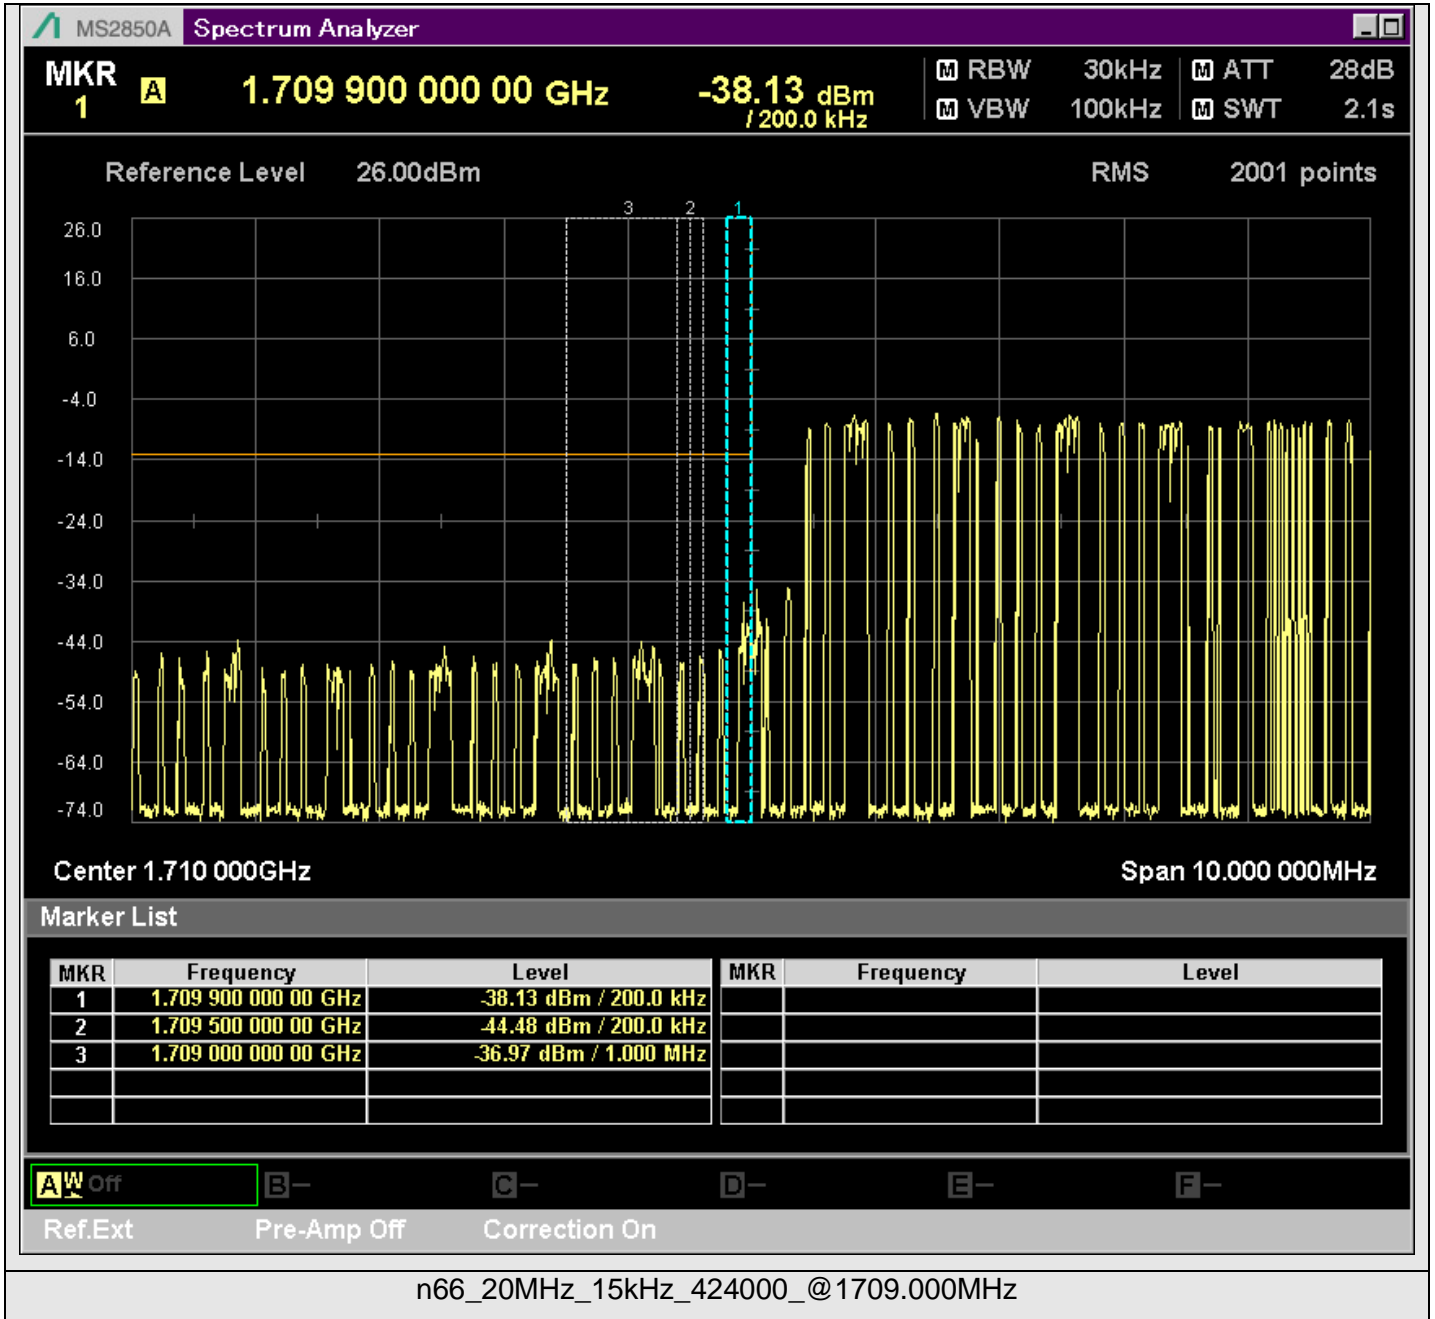 MS2850A Spectrum Analyzer
MKR 1 A 1.709 900 000 00 GHz -38.13 dBm / 200.0 kHz
M RBW 30kHz M ATT 28dB
M VBW 100kHz M SWT 2.1s
Reference Level 26.00dBm RMS 2001 points
3 2 1
26.0
16.0
6.0
-4.0
-14.0
-24.0
-34.0
-44.0
-54.0
-64.0
-74.0
Center 1.710 000GHz Span 10.000 000MHz
Marker List
MKR Frequency Level MKR Frequency Level
1 1.709 900 000 00 GHz -38.13 dBm / 200.0 kHz
2 1.709 500 000 00 GHz -44.48 dBm / 200.0 kHz
3 1.709 000 000 00 GHz -36.97 dBm / 1.000 MHz
A W Off B — C — D — E — F —
Ref.Ext Pre-Amp Off Correction On
n66_20MHz_15kHz_424000_@1709.000MHz